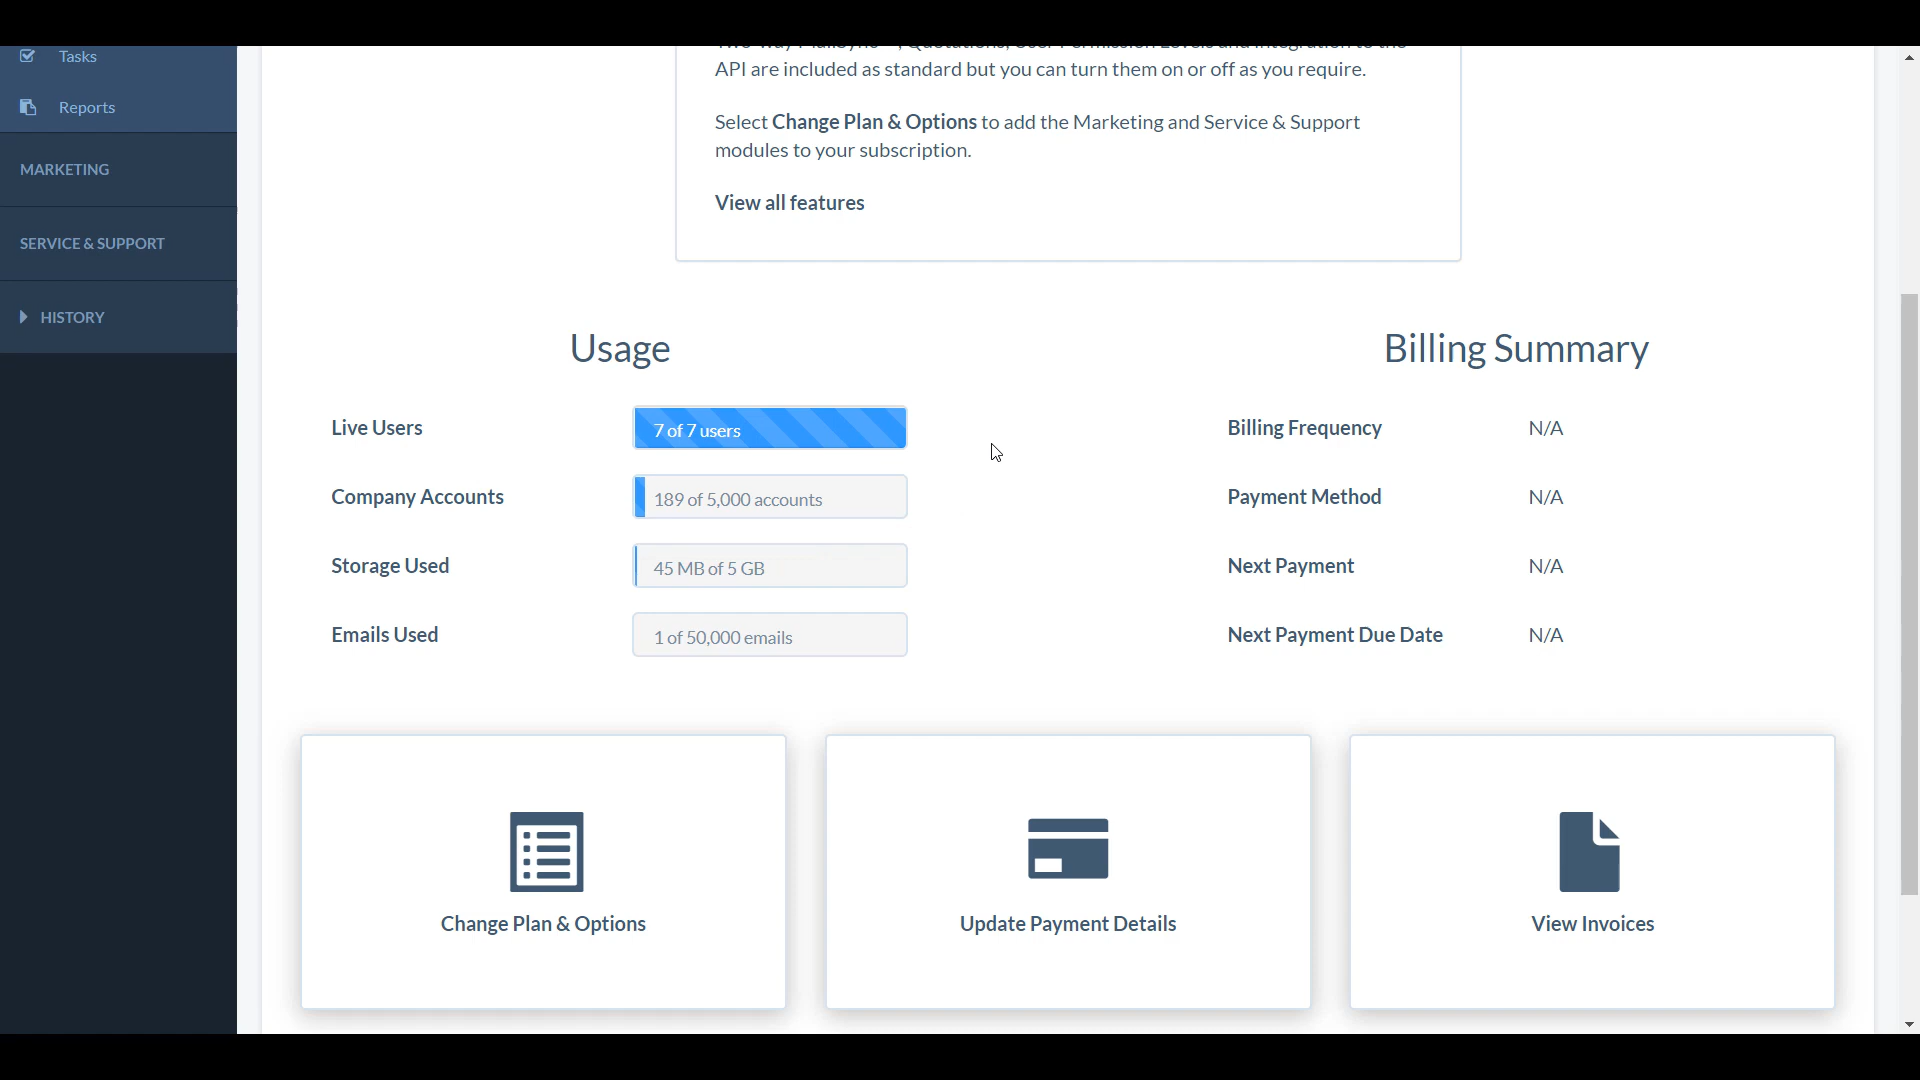 Tasks
Reports
MARKETING
SERVICE & SUPPORT
HISTORY
API are included as standard but you can turn them on or off as you require.
Select Change Plan & Options to add the Marketing and Service & Support
modules to your subscription.
View all features
Usage
Live Users 7 of 7 users
Company Accounts 189 of 5,000 accounts
Storage Used 45 MB of 5 GB
Emails Used 1 of 50,000 emails
Billing Summary
Billing Frequency N/A
Payment Method N/A
Next Payment N/A
Next Payment Due Date N/A
Change Plan & Options
Update Payment Details
View Invoices